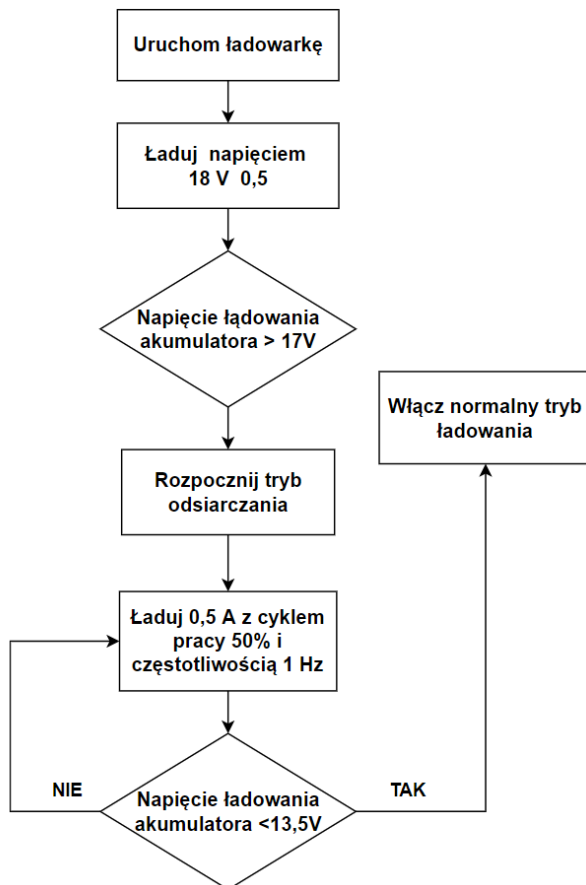 Uruchom ładowarkę
Ładuj napięciem
18 V 0,5
Napięcie łądowania
akumulatora > 17V
Włącz normalny tryb
ładowania
Rozpocznij tryb
odsiarczania
Ładuj 0,5 A z cyklem
pracy 50% i
częstotliwością 1 Hz
NIE
TAK
Napięcie ładowania
akumulatora <13,5V